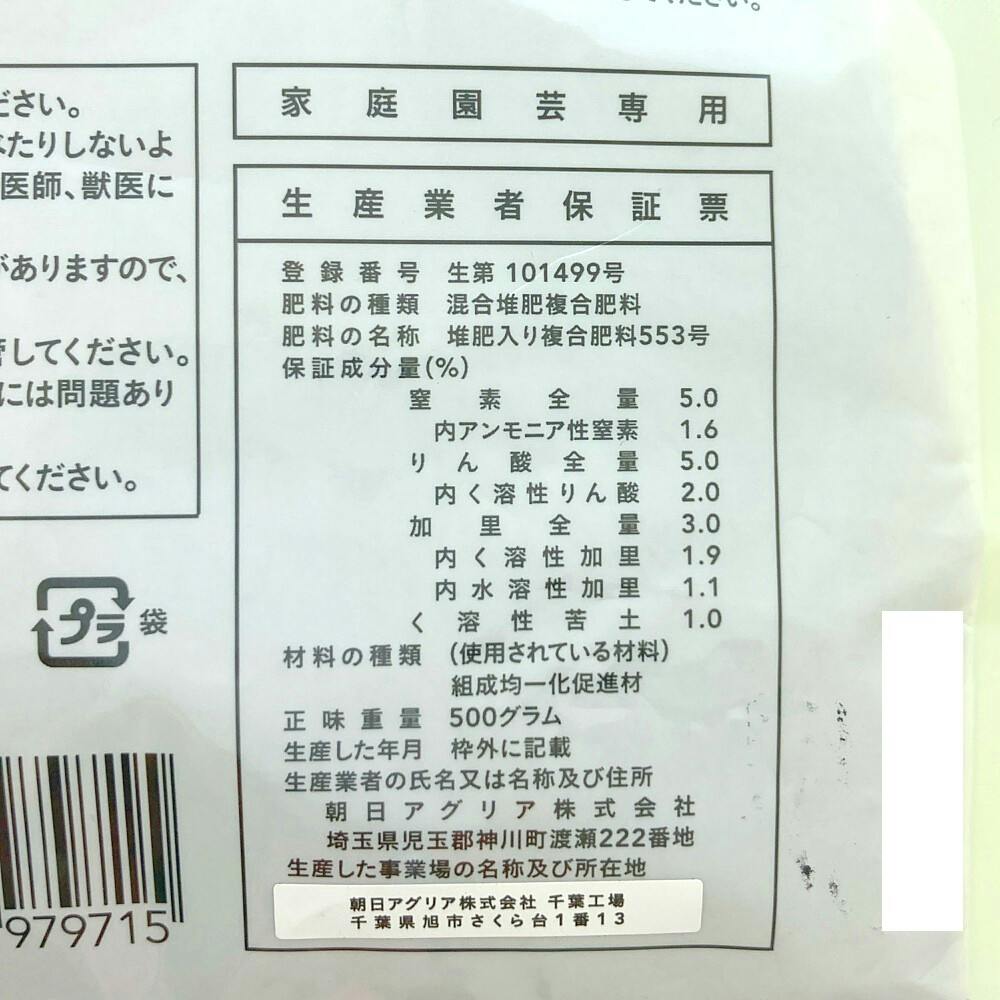 ください。
ださい。
べたりしないよ
医師、獣医に
がありますので、
管してください。
には問題あり
てください。
プラ
袋
979715
家庭園芸専用
生産業者保証票
登録番号 生第101499号
肥料の種類 混合堆肥複合肥料
肥料の名称 堆肥入り複合肥料553号
保証成分量(%)
窒素全量 5.0
内アンモニア性窒素 1.6
りん酸全量 5.0
内く溶性りん酸 2.0
加里全量 3.0
内く溶性加里 1.9
内水溶性加里 1.1
く溶性苦土 1.0
材料の種類 (使用されている材料)
組成均一化促進材
正味重量 500グラム
生産した年月 枠外に記載
生産業者の氏名又は名称及び住所
朝日アグリア株式会社
埼玉県児玉郡神川町渡瀬222番地
生産した事業場の名称及び所在地
朝日アグリア株式会社 千葉工場
千葉県旭市さくら台1番13